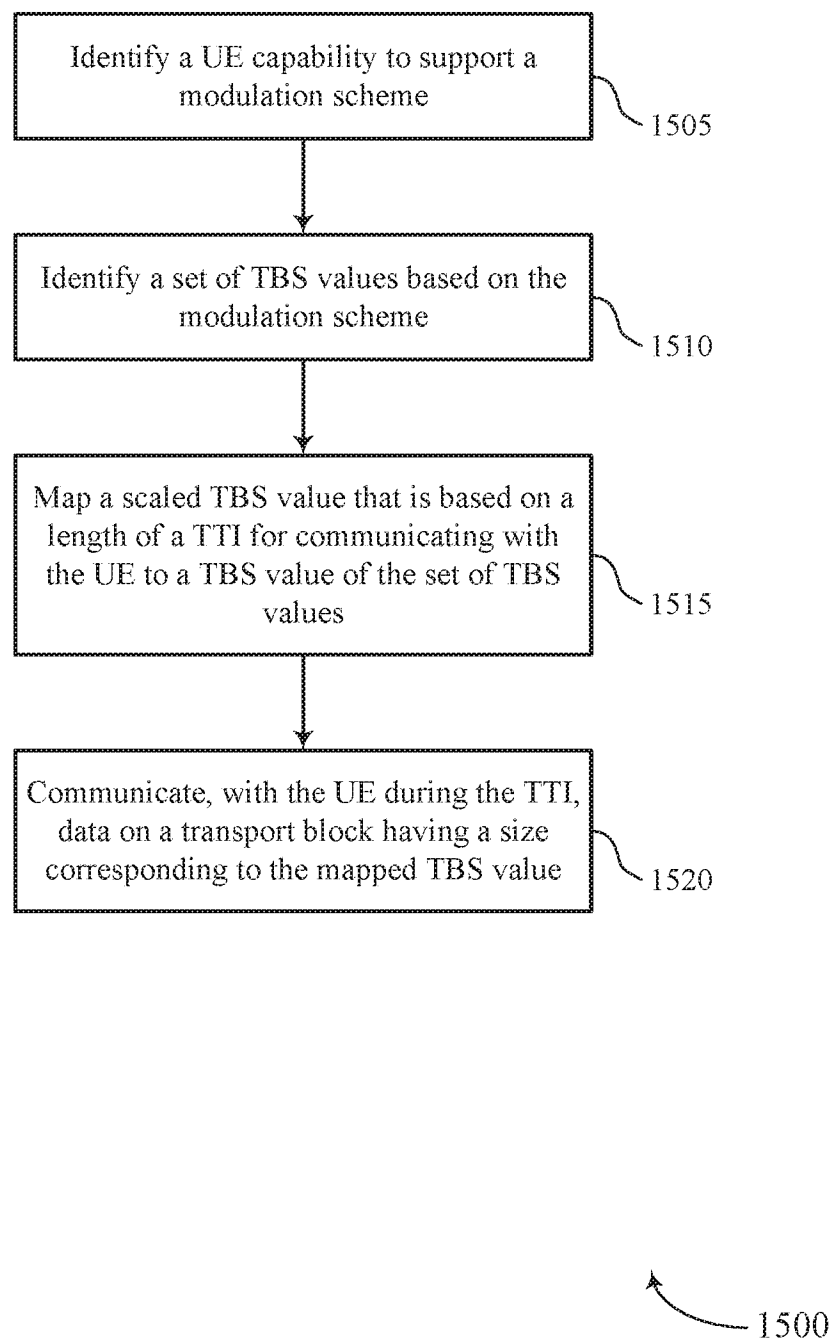 Identify a UE capability to support a
modulation scheme
1505
Identify a set of TBS values based on the
modulation scheme
1510
Map a scaled TBS value that is based on a
length of a TTI for communicating with
the UE to a TBS value of the set of TBS
values
1515
Communicate, with the UE during the TTI,
data on a transport block having a size
corresponding to the mapped TBS value
1520
1500